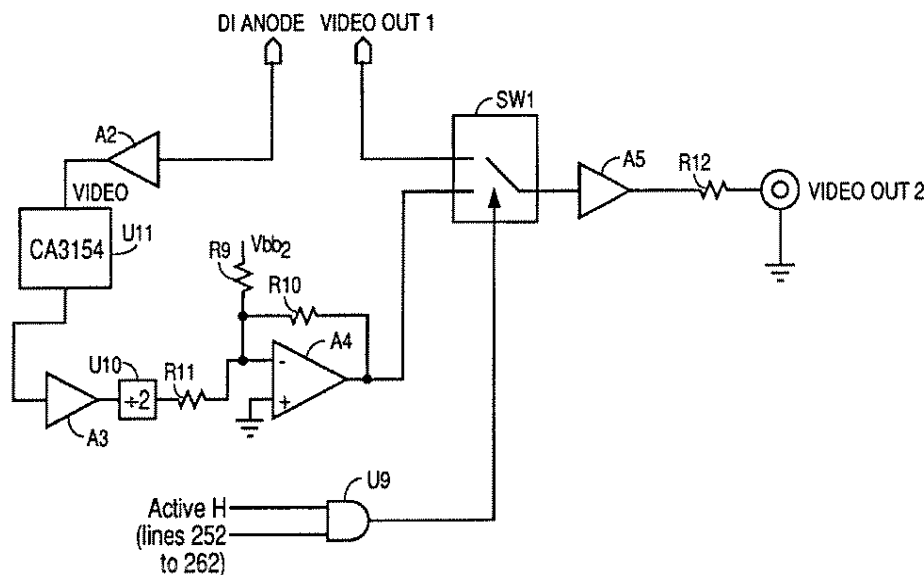 DI ANODE VIDEO OUT 1
SW1
A2
A5
R12
VIDEO
VIDEO OUT 2
CA3154
U11
Vbb2
R9
R10
A4
-
U10
R11
÷2
+
A3
U9
Active H
(lines 252
to 262)